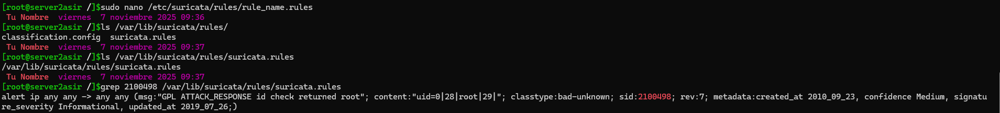 [root@server2asir /]$sudo nano /etc/suricata/rules/rule_name.rules
Tu Nombre  viernes  7 noviembre 2025 09:36
[root@server2asir /]$ls /var/lib/suricata/rules/
classification.config  suricata.rules
Tu Nombre  viernes  7 noviembre 2025 09:37
[root@server2asir /]$ls /var/lib/suricata/rules/suricata.rules
/var/lib/suricata/rules/suricata.rules
Tu Nombre  viernes  7 noviembre 2025 09:37
[root@server2asir /]$grep 2100498 /var/lib/suricata/rules/suricata.rules
alert ip any any -> any any (msg:"GPL ATTACK_RESPONSE id check returned root"; content:"uid=0|28|root|29|"; classtype:bad-unknown; sid:2100498; rev:7; metadata:created_at 2010_09_23, confidence Medium, signatu
re_severity Informational, updated_at 2019_07_26;)